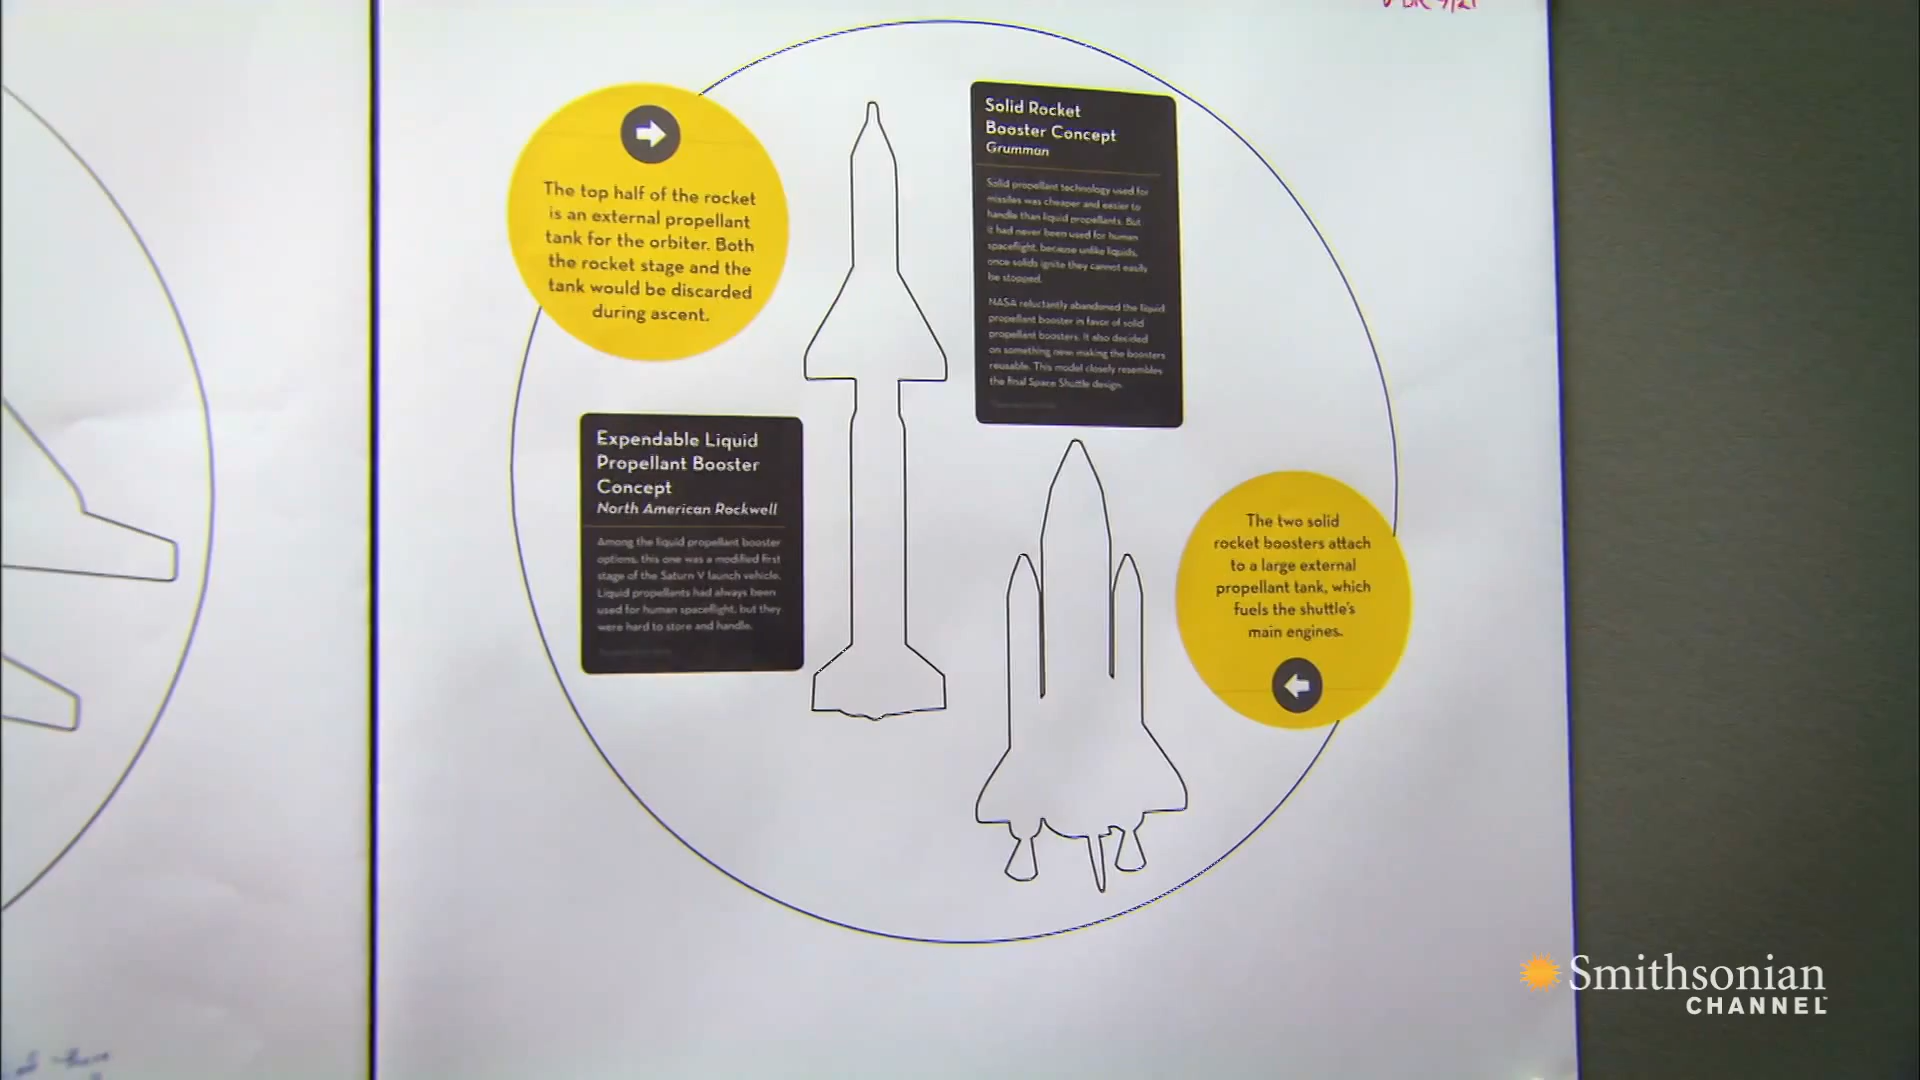 The top half of the rocket
is an external propellant
tank for the orbiter. Both
the rocket stage and the
tank would be discarded
during ascent.
Solid Rocket
Booster Concept
Grumman
Solid propellant technology used for
missiles was cheaper and easier to
handle than liquid propellants. But
it had never been used for human
spaceflight, because unlike liquids,
once solids ignite they cannot easily
be stopped.
NASA reluctantly abandoned the liquid
propellant booster in favor of solid
propellant boosters. It also decided
on something new: making the boosters
reusable. This model closely resembles
the final Space Shuttle design.
Expendable Liquid
Propellant Booster
Concept
North American Rockwell
Among the liquid propellant booster
options, this one was a modified first
stage of the Saturn V launch vehicle.
Liquid propellants had always been
used for human spaceflight, but they
were hard to store and handle.
The two solid
rocket boosters attach
to a large external
propellant tank, which
fuels the shuttle's
main engines.
Smithsonian
CHANNEL